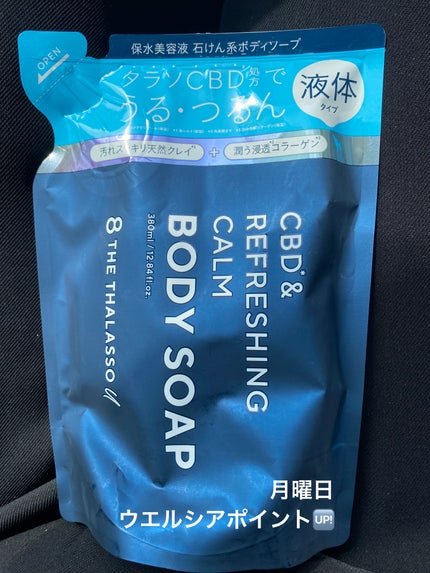 OPEN
保水美容液 石けん系ボディソープ
タラソCBD処方で
うる・つるん
液体
タイプ
汚れスッキリ天然クレイ
+
潤う浸透コラーゲン
CBD* &
REFRESHING
CALM
BODY SOAP
380ml / 12.84fl.oz.
8 THE THALASSO u
月曜日
ウエルシアポイントUP!